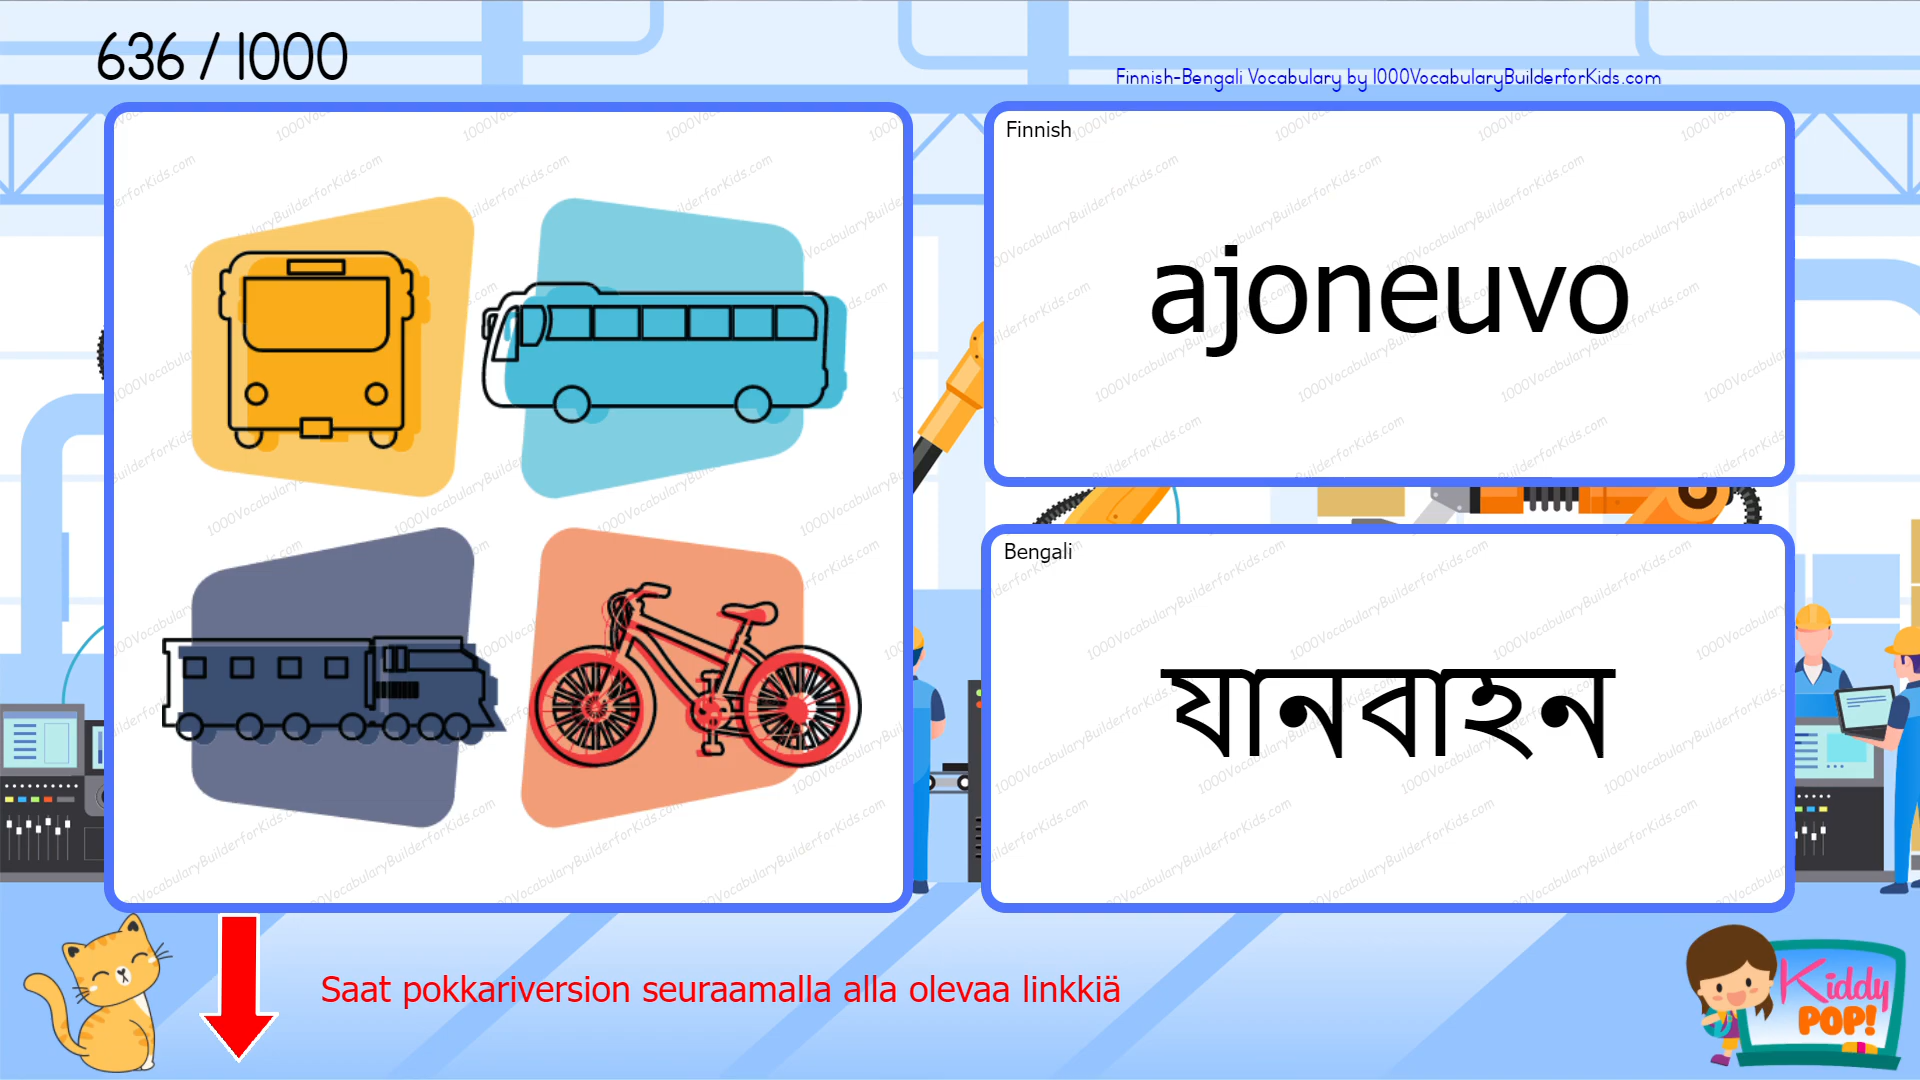 636 / 1000
Finnish-Bengali Vocabulary by 1000VocabularyBuilderforKids.com
Finnish
ajoneuvo
Bengali
যানবাহন
Saat pokkariversion seuraamalla alla olevaa linkkiä
Kiddy
POP!